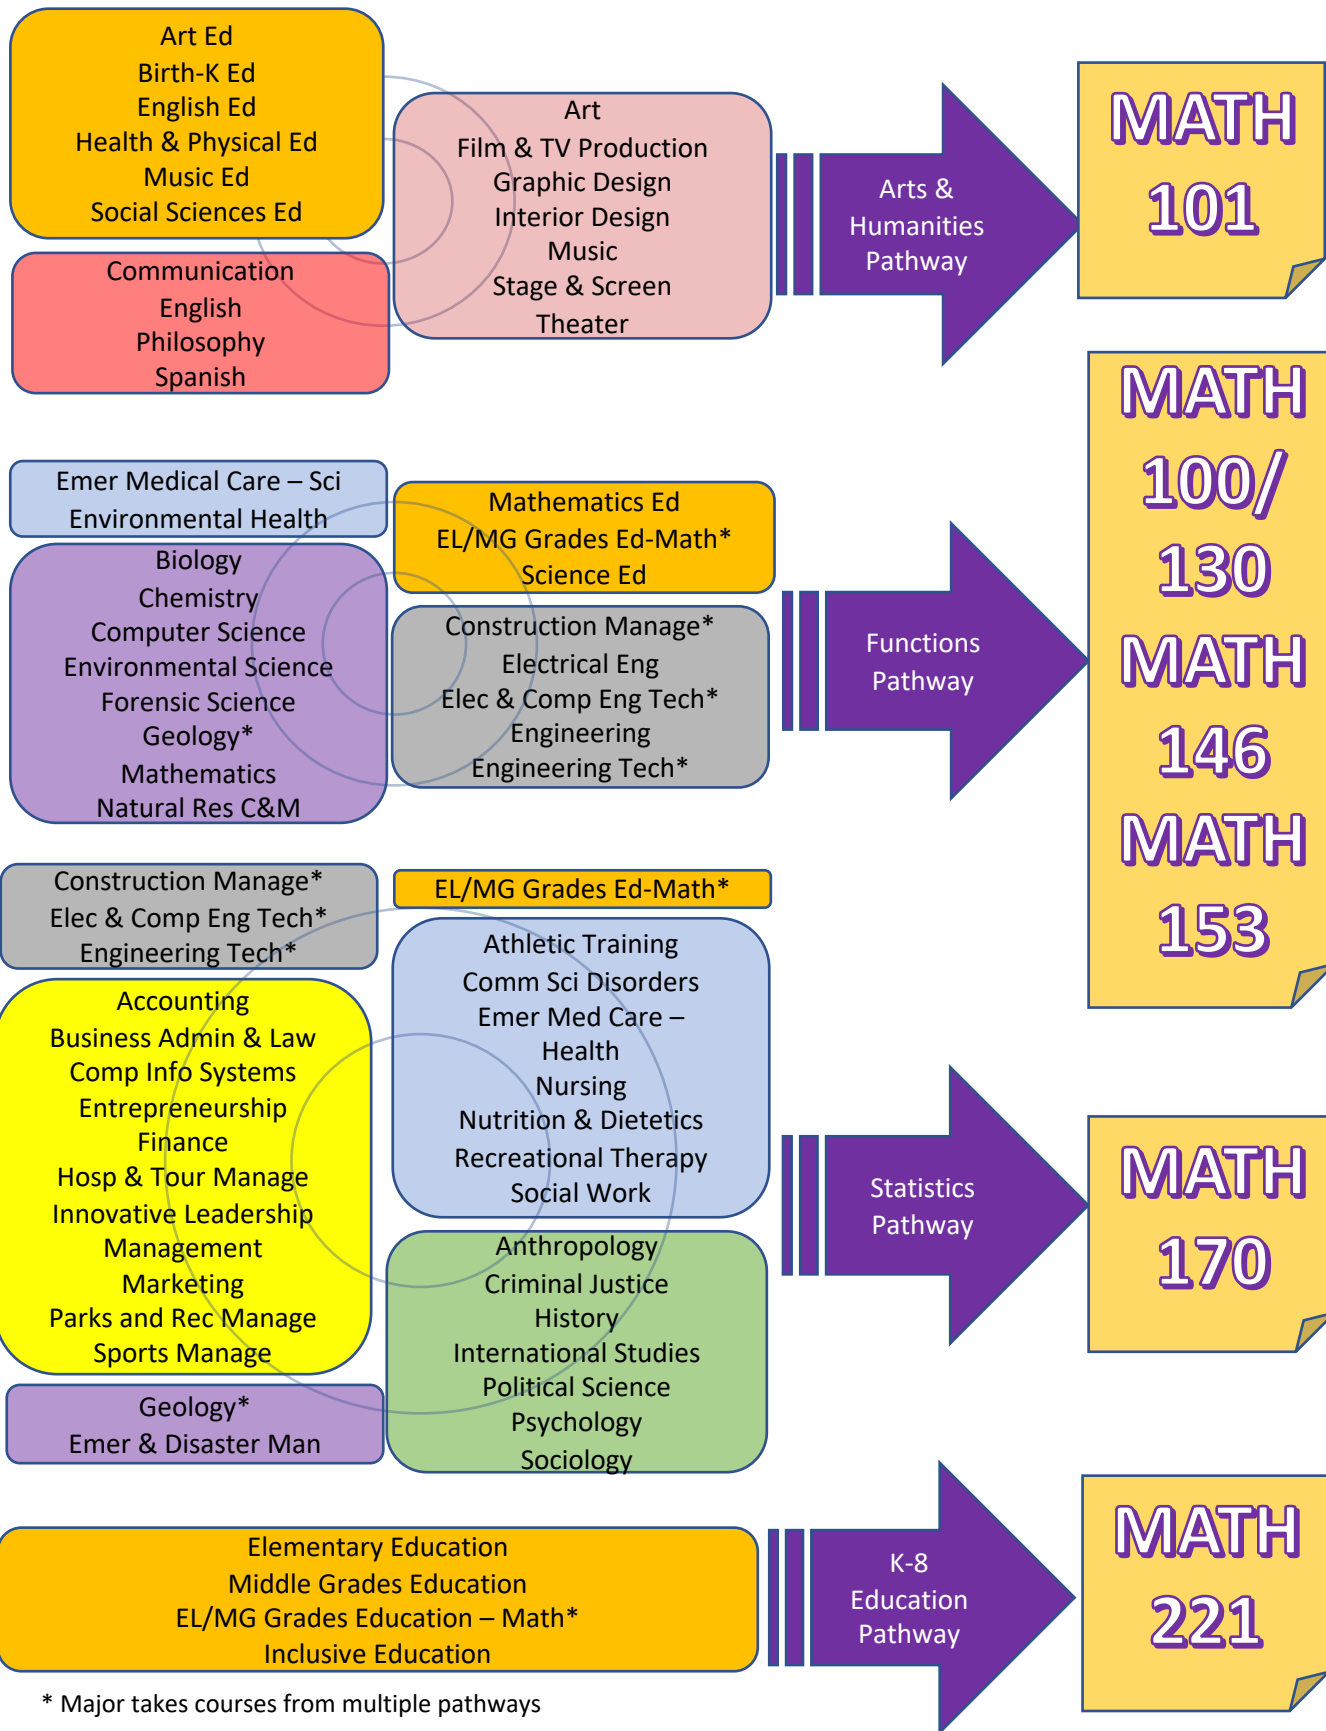 Art Ed
Birth-K Ed
English Ed
Health & Physical Ed
Music Ed
Social Sciences Ed
Communication
English
Philosophy
Spanish
Art
Film & TV Production
Graphic Design
Interior Design
Music
Stage & Screen
Theater
Arts &
Humanities
Pathway
MATH
101
Emer Medical Care – Sci
Environmental Health
Biology
Chemistry
Computer Science
Environmental Science
Forensic Science
Geology*
Mathematics
Natural Res C&M
Mathematics Ed
EL/MG Grades Ed-Math*
Science Ed
Construction Manage*
Electrical Eng
Elec & Comp Eng Tech*
Engineering
Engineering Tech*
Functions
Pathway
MATH
100/
130
MATH
146
MATH
153
Construction Manage*
Elec & Comp Eng Tech*
Engineering Tech*
Accounting
Business Admin & Law
Comp Info Systems
Entrepreneurship
Finance
Hosp & Tour Manage
Innovative Leadership
Management
Marketing
Parks and Rec Manage
Sports Manage
Geology*
Emer & Disaster Man
EL/MG Grades Ed-Math*
Athletic Training
Comm Sci Disorders
Emer Med Care –
Health
Nursing
Nutrition & Dietetics
Recreational Therapy
Social Work
Anthropology
Criminal Justice
History
International Studies
Political Science
Psychology
Sociology
Statistics
Pathway
MATH
170
Elementary Education
Middle Grades Education
EL/MG Grades Education – Math*
Inclusive Education
K-8
Education
Pathway
MATH
221
* Major takes courses from multiple pathways